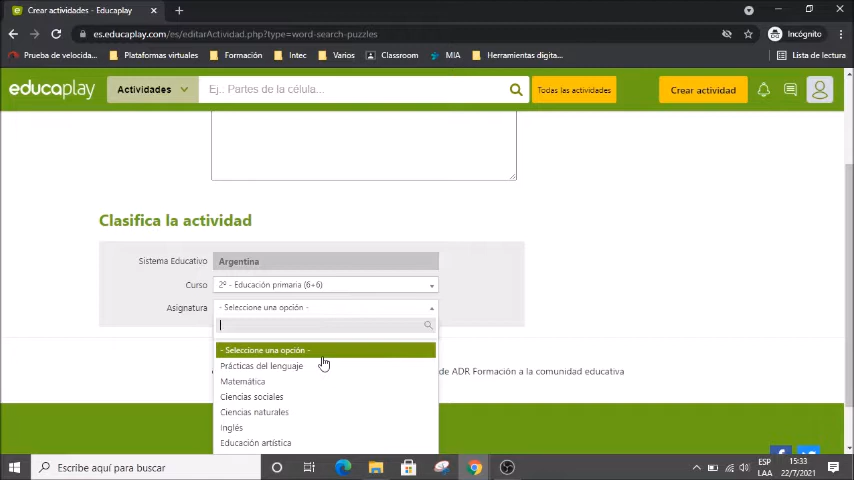 Crear actividades - Educaplay
es.educaplay.com/es/editarActividad.php?type=word-search-puzzles
Incógnito
Prueba de velocida...
Plataformas virtuales
Formación
Intec
Varios
Classroom
MIA
Herramientas digita...
Lista de lectura
educaplay
Actividades
Ej.. Partes de la célula...
Todas las actividades
Crear actividad
Clasifica la actividad
Sistema Educativo
Argentina
Curso
2º - Educación primaria (6+6)
Asignatura
- Seleccione una opción -
- Seleccione una opción -
Prácticas del lenguaje
de ADR Formación a la comunidad educativa
Matemática
Ciencias sociales
Ciencias naturales
Inglés
Educación artística
Escribe aquí para buscar
ESP
LAA
15:33
22/7/2021